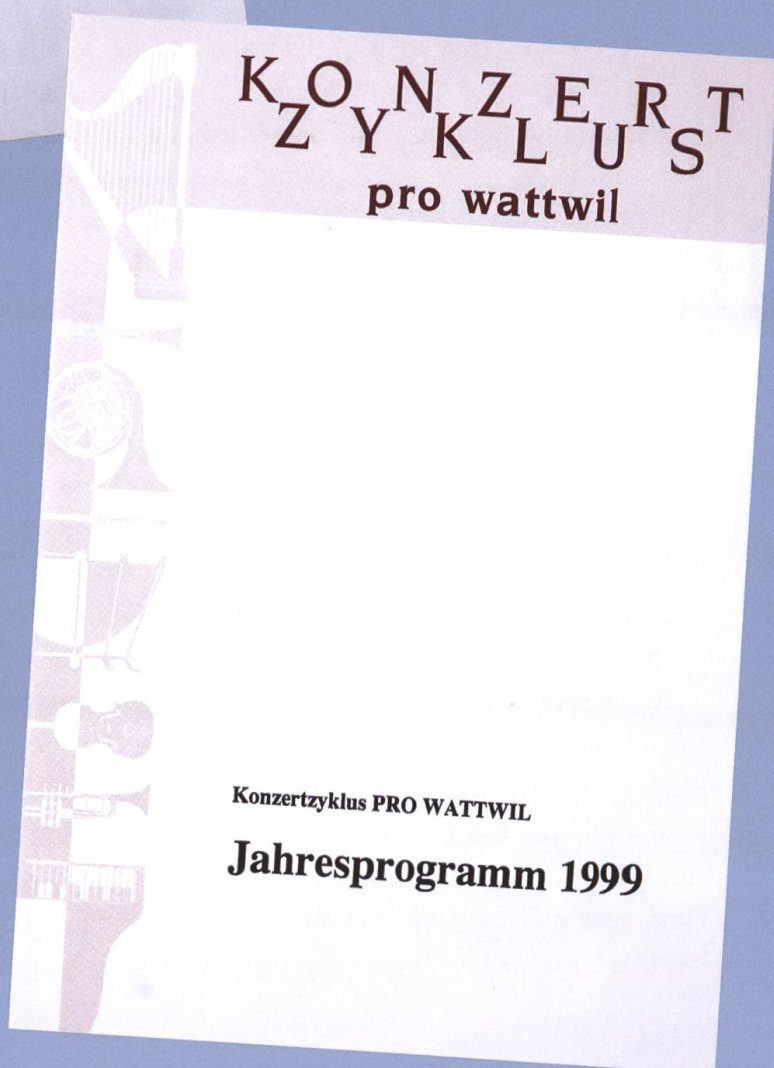 KONZERT
ZYKLUS
pro wattwil
Konzertzyklus PRO WATTWIL
Jahresprogramm 1999